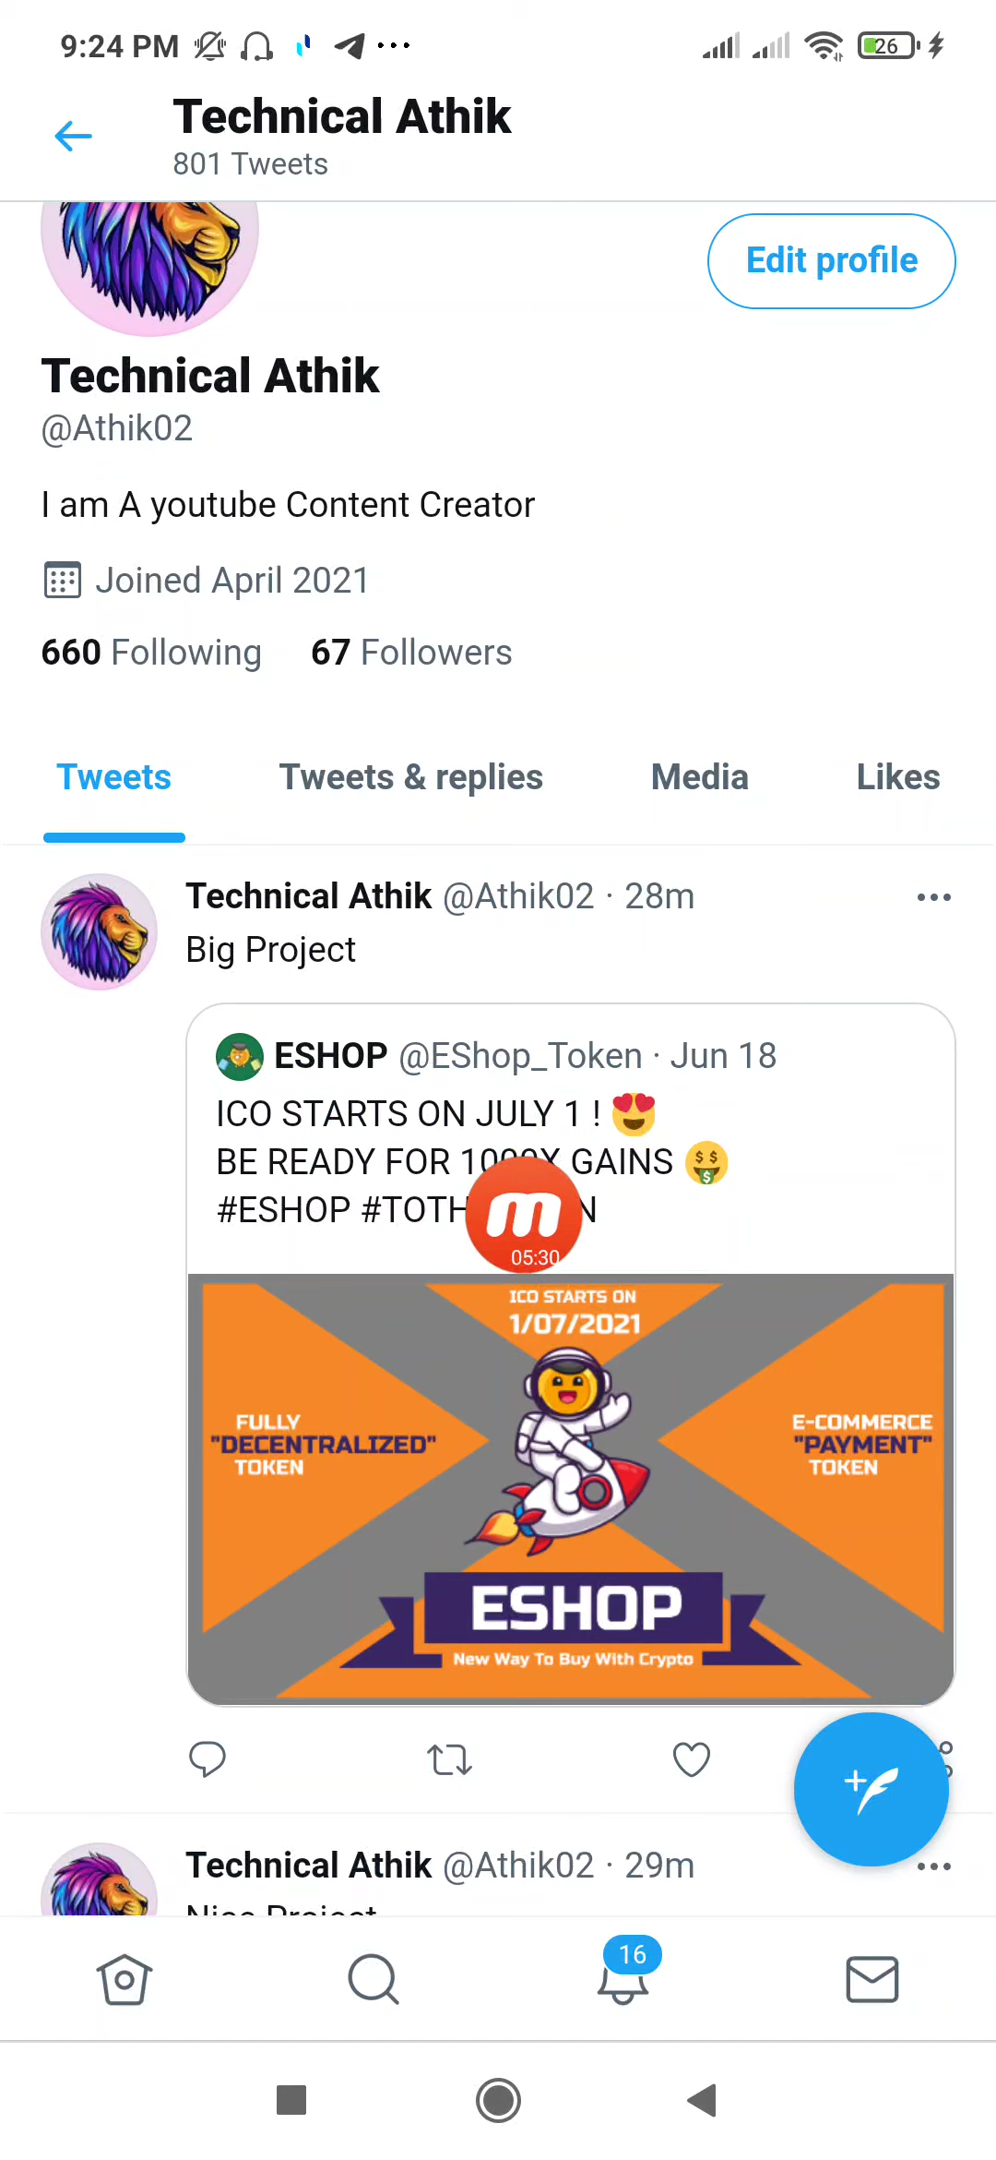 9:24 PM
26
Technical Athik
801 Tweets
Edit profile
Technical Athik
@Athik02
I am A youtube Content Creator
Joined April 2021
660 Following 67 Followers
Tweets Tweets & replies Media Likes
Technical Athik @Athik02 · 28m
Big Project
ESHOP @EShop_Token · Jun 18
ICO STARTS ON JULY 1 ! 😍
BE READY FOR GAINS 🤑
#ESHOP
m
05:30
ICO STARTS ON
1/07/2021
FULLY
"DECENTRALIZED"
TOKEN
E-COMMERCE
"PAYMENT"
TOKEN
ESHOP
New Way To Buy With Crypto
Technical Athik @Athik02 · 29m
Nice Project
16